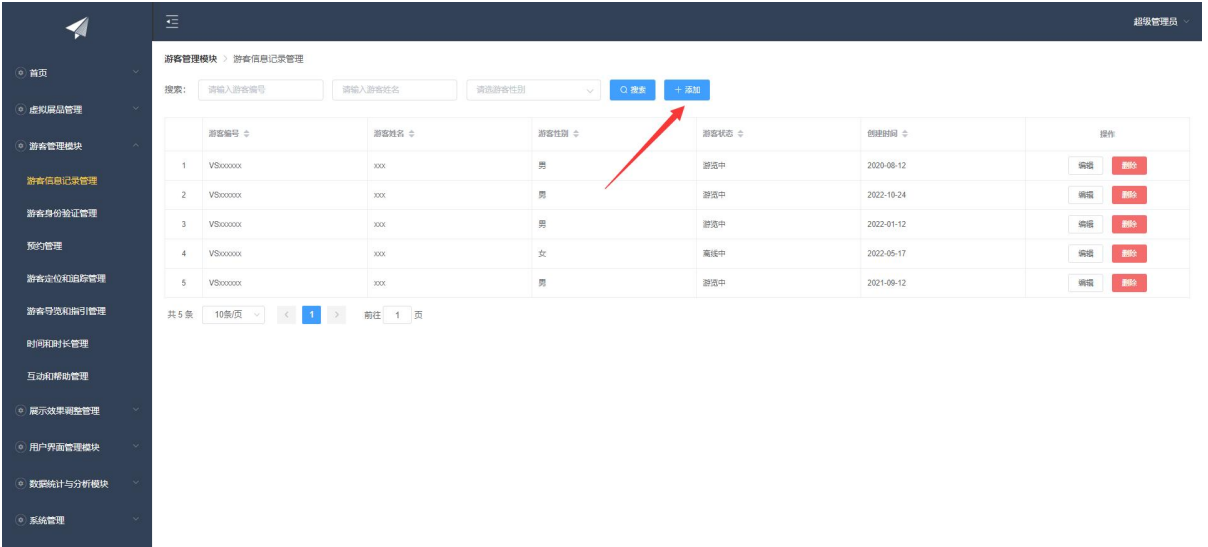 超级管理员
首页
虚拟展品管理
游客管理模块
游客信息记录管理
游客身份验证管理
预约管理
游客定位和追踪管理
游客导览和指引管理
时间和时长管理
互动和帮助管理
展示效果调整管理
用户界面管理模块
数据统计与分析模块
系统管理
游客管理模块 > 游客信息记录管理
搜索: 请输入游客编号 请输入游客姓名 请选游客性别 搜索 + 添加
游客编号 游客姓名 游客性别 游客状态 创建时间 操作
1 VSxxxxxx xxx 男 游览中 2020-08-12 编辑 删除
2 VSxxxxxx xxx 男 游览中 2022-10-24 编辑 删除
3 VSxxxxxx xxx 男 游览中 2022-01-12 编辑 删除
4 VSxxxxxx xxx 女 离线中 2022-05-17 编辑 删除
5 VSxxxxxx xxx 男 游览中 2021-09-12 编辑 删除
共 5 条 10条/页 < 1 > 前往 1 页